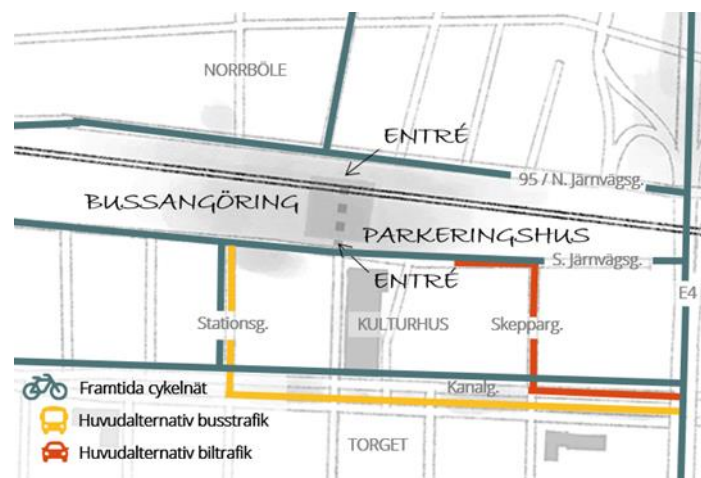 NORRBÖLE
ENTRÉ
95 / N. Järnvägsg.
BUSSANGÖRING
PARKERINGSHUS
S. Järnvägsg.
ENTRÉ
E4
Stationsg.
KULTURHUS
Skepparg.
Framtida cykelnät
Kanalg.
Huvudalternativ busstrafik
TORGET
Huvudalternativ biltrafik